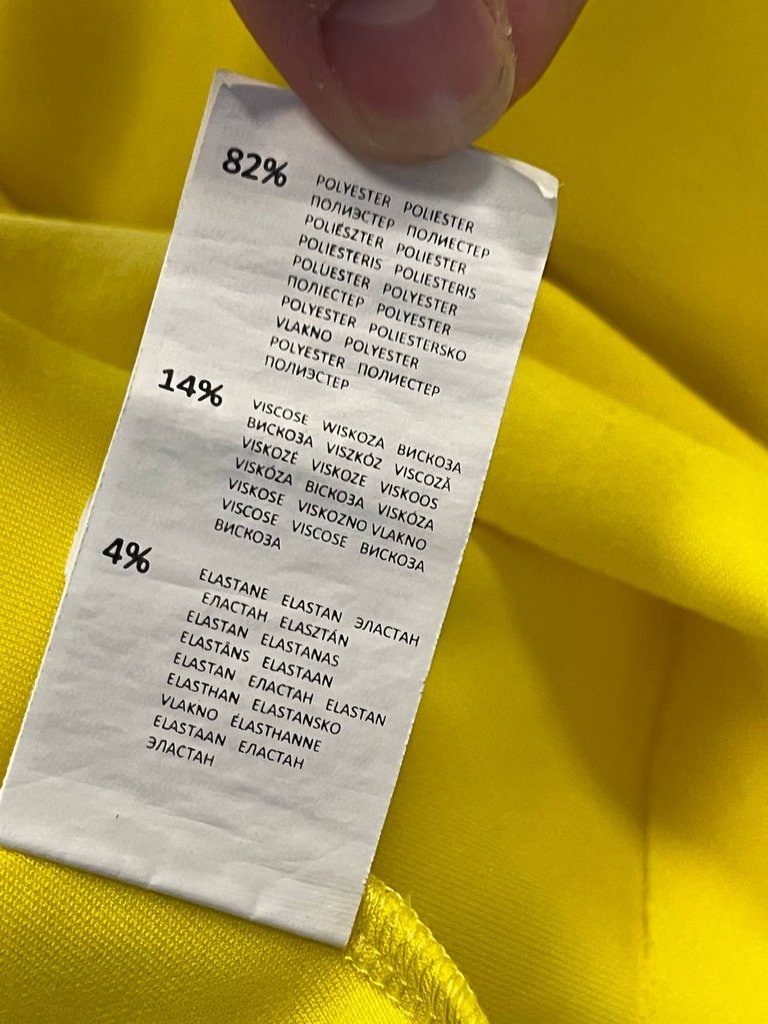 82%
POLYESTER POLIESTER
ПОЛИЭСТЕР ПОЛИЕСТЕР
POLIÉSZTER POLIESTER
POLIESTERIS POLIESTERIS
POLÜESTER POLYESTER
ПОЛІЕСТЕР POLYESTER
POLYESTER POLIESTERSKO
VLAKNO POLYESTER
POLYESTER ПОЛИЕСТЕР
ПОЛИЭСТЕР
14%
VISCOSE WISKOZA ВИСКОЗА
ВИСКОЗА VISZKÓZ VISCOZĂ
VISKOZĖ VISKOZE VISKOOS
VISKÓZA ВІСКОЗА VISKÓZA
VISKOSE VISKOZNO VLAKNO
VISCOSE VISCOSE ВИСКОЗА
ВИСКОЗА
4%
ELASTANE ELASTAN ЭЛАСТАН
ЕЛАСТАН ELASZTÁN
ELASTAN ELASTANAS
ELASTĀNS ELASTAAN
ELASTAN ЕЛАСТАН ELASTAN
ELASTHAN ELASTANSKO
VLAKNO ÉLASTHANNE
ELASTAAN ЕЛАСТАН
ЭЛАСТАН